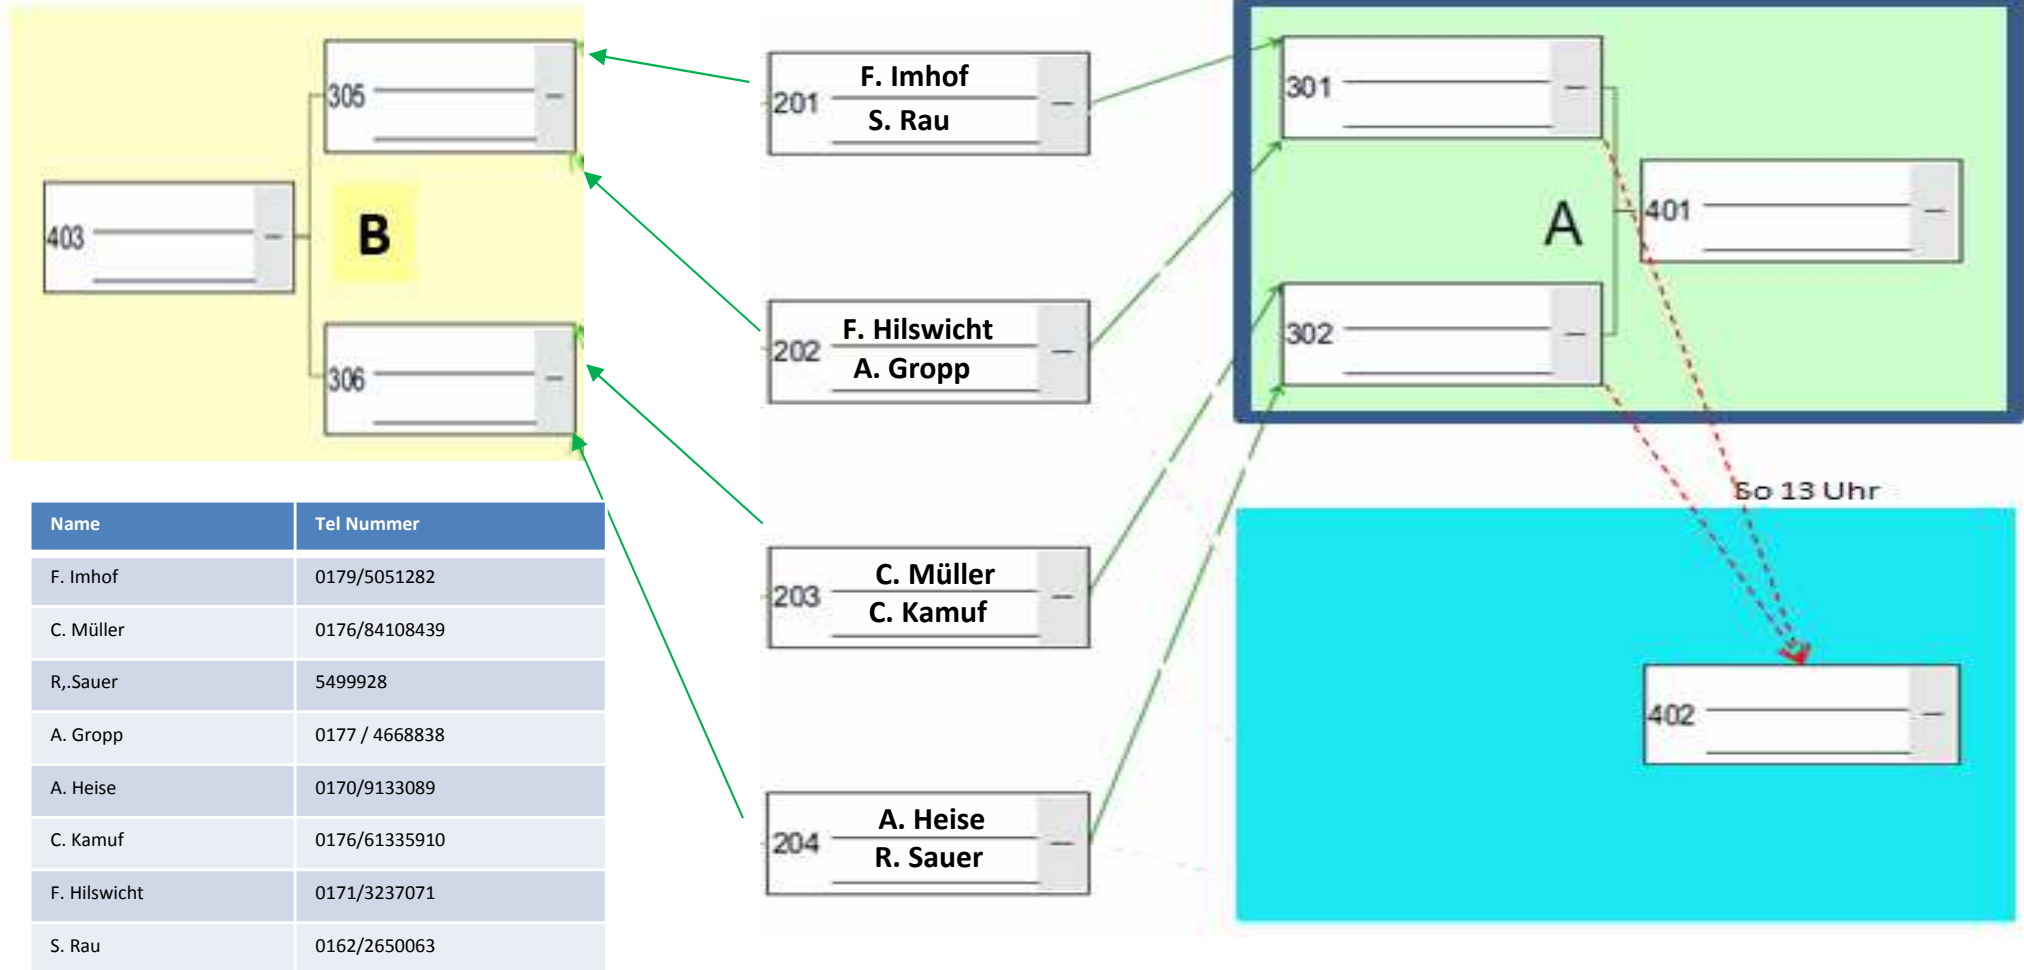 305
403
B
306
201
F. Imhof
S. Rau
202
F. Hilswicht
A. Gropp
203
C. Müller
C. Kamuf
204
A. Heise
R. Sauer
301
A
401
302
So 13 Uhr
402
Name Tel Nummer
F. Imhof 0179/5051282
C. Müller 0176/84108439
R,.Sauer 5499928
A. Gropp 0177 / 4668838
A. Heise 0170/9133089
C. Kamuf 0176/61335910
F. Hilswicht 0171/3237071
S. Rau 0162/2650063